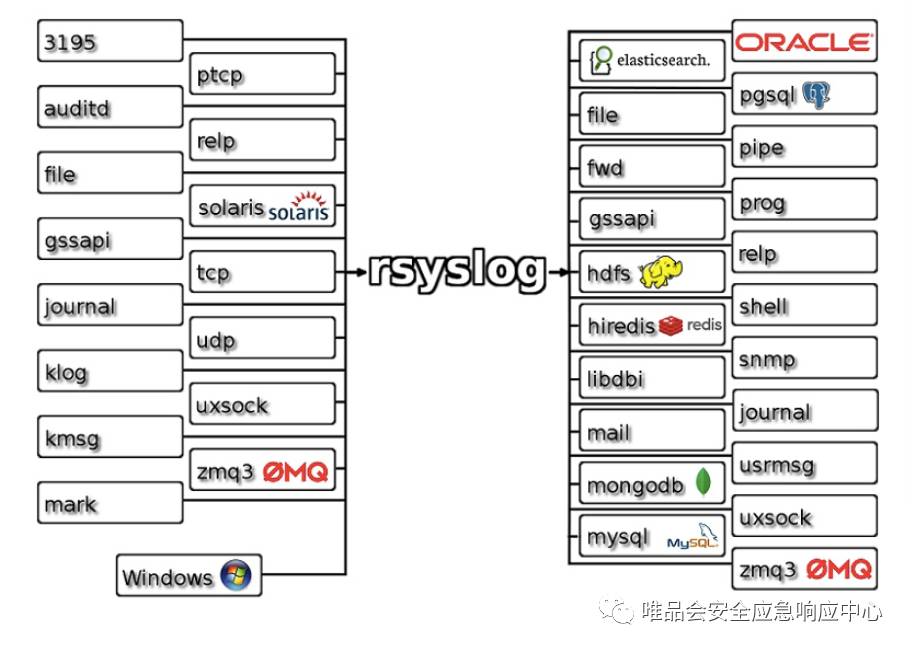 3195
auditd
file
gssapi
journal
klog
kmsg
mark
ptcp
relp
solaris solaris
tcp
udp
uxsock
zmq3 ØMQ
Windows
rsyslog
elasticsearch.
file
fwd
gssapi
hdfs
hiredis redis
libdbi
mail
mongodb
mysql MySQL.
ORACLE
pgsql
pipe
prog
relp
shell
snmp
journal
usrmsg
uxsock
zmq3 ØMQ
唯品会安全应急响应中心